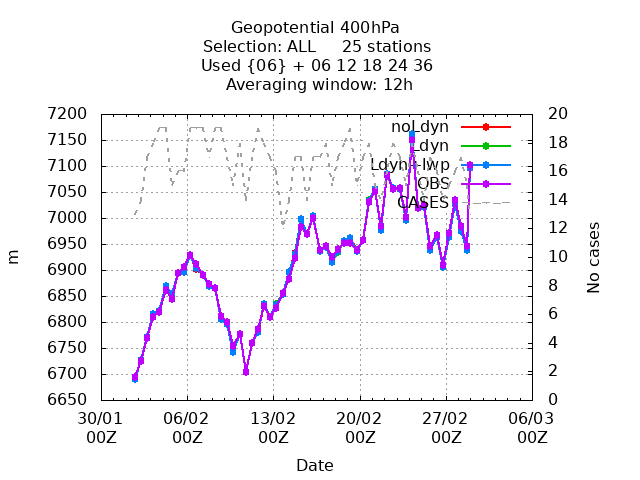 Geopotential 400hPa
Selection: ALL 25 stations
Used {06} + 06 12 18 24 36
Averaging window: 12h
7200
7150
7100
7050
7000
6950
6900
6850
6800
6750
6700
6650
m
20
18
16
14
12
10
8
6
4
2
0
No cases
noLdyn
Ldyn
Ldyn+lwp
OBS
CASES
30/01 06/02 13/02 20/02 27/02 06/03
00Z 00Z 00Z 00Z 00Z 00Z
Date